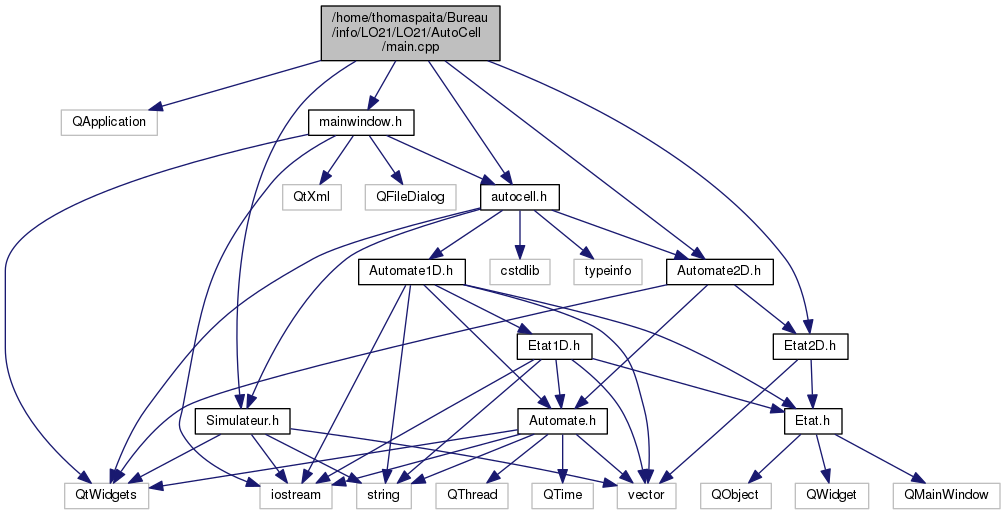 /home/thomaspaita/Bureau
/info/LO21/LO21/AutoCell
/main.cpp
QApplication
mainwindow.h
QtXml
QFileDialog
autocell.h
Automate1D.h
cstdlib
typeinfo
Automate2D.h
Etat1D.h
Etat2D.h
Simulateur.h
Automate.h
Etat.h
QtWidgets
iostream
string
QThread
QTime
vector
QObject
QWidget
QMainWindow